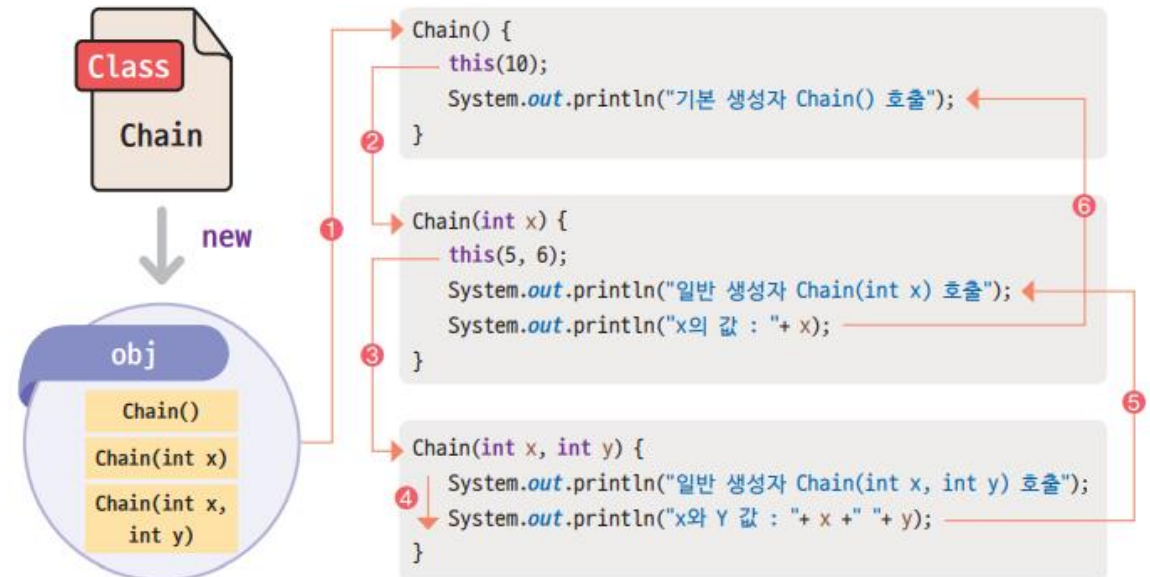 Class
Chain
new
obj
Chain()
Chain(int x)
Chain(int x,
int y)
1
2
3
4
5
6
Chain() {
this(10);
System.out.println("기본 생성자 Chain() 호출");
}
Chain(int x) {
this(5, 6);
System.out.println("일반 생성자 Chain(int x) 호출");
System.out.println("x의 값 : "+ x);
}
Chain(int x, int y) {
System.out.println("일반 생성자 Chain(int x, int y) 호출");
System.out.println("x와 Y 값 : "+ x +" "+ y);
}